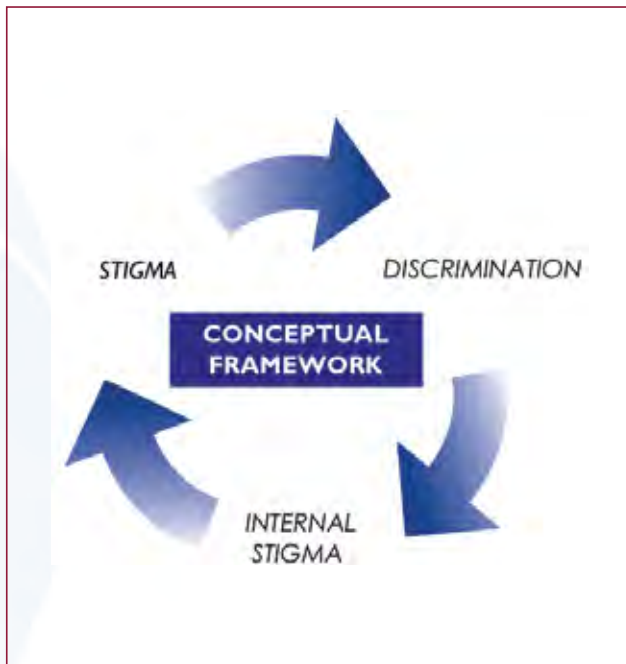 STIGMA
DISCRIMINATION
CONCEPTUAL
FRAMEWORK
INTERNAL
STIGMA